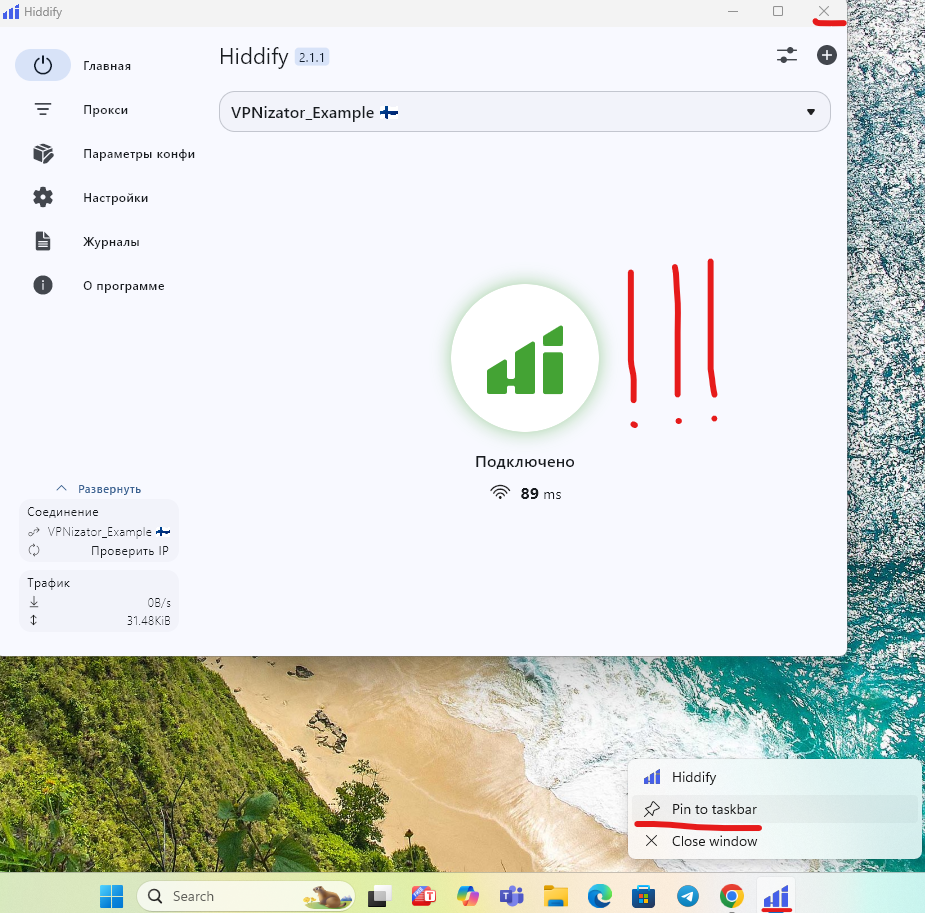 Hiddify
Главная
Прокси
Параметры конфи
Настройки
Журналы
О программе
Hiddify 2.1.1
VPNizator_Example
Подключено
89 ms
Развернуть
Соединение
VPNizator_Example
Проверить IP
Трафик
0B/s
31.48KiB
Hiddify
Pin to taskbar
Close window
Search